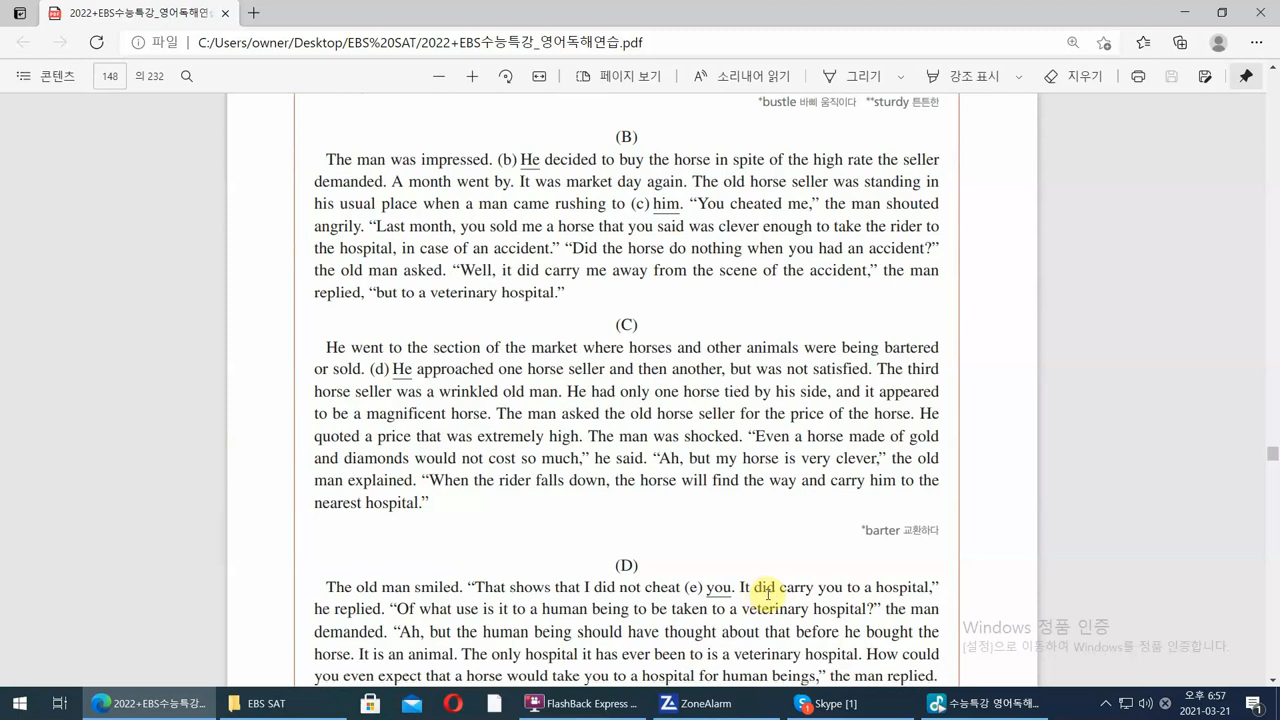 2022+EBS수능특강_영어독해연습
파일 C:/Users/owner/Desktop/EBS%20SAT/2022+EBS수능특강_영어독해연습.pdf
콘텐츠 148 의 232 페이지 보기 소리내어 읽기 그리기 강조 표시 지우기
*bustle 바삐 움직이다 **sturdy 튼튼한
(B)
The man was impressed. (b) He decided to buy the horse in spite of the high rate the seller
demanded. A month went by. It was market day again. The old horse seller was standing in
his usual place when a man came rushing to (c) him. “You cheated me,” the man shouted
angrily. “Last month, you sold me a horse that you said was clever enough to take the rider to
the hospital, in case of an accident.” “Did the horse do nothing when you had an accident?”
the old man asked. “Well, it did carry me away from the scene of the accident,” the man
replied, “but to a veterinary hospital.”
(C)
He went to the section of the market where horses and other animals were being bartered
or sold. (d) He approached one horse seller and then another, but was not satisfied. The third
horse seller was a wrinkled old man. He had only one horse tied by his side, and it appeared
to be a magnificent horse. The man asked the old horse seller for the price of the horse. He
quoted a price that was extremely high. The man was shocked. “Even a horse made of gold
and diamonds would not cost so much,” he said. “Ah, but my horse is very clever,” the old
man explained. “When the rider falls down, the horse will find the way and carry him to the
nearest hospital.”
*barter 교환하다
(D)
The old man smiled. “That shows that I did not cheat (e) you. It did carry you to a hospital,”
he replied. “Of what use is it to a human being to be taken to a veterinary hospital?” the man
demanded. “Ah, but the human being should have thought about that before he bought the
horse. It is an animal. The only hospital it has ever been to is a veterinary hospital. How could
you even expect that a horse would take you to a hospital for human beings,” the man replied.
Windows 정품 인증
[설정]으로 이동하여 Windows를 정품 인증합니다.
2022+EBS수능특강... EBS SAT FlashBack Express ... ZoneAlarm Skype [1] 수능특강 영어독해... 오후 6:57
2021-03-21